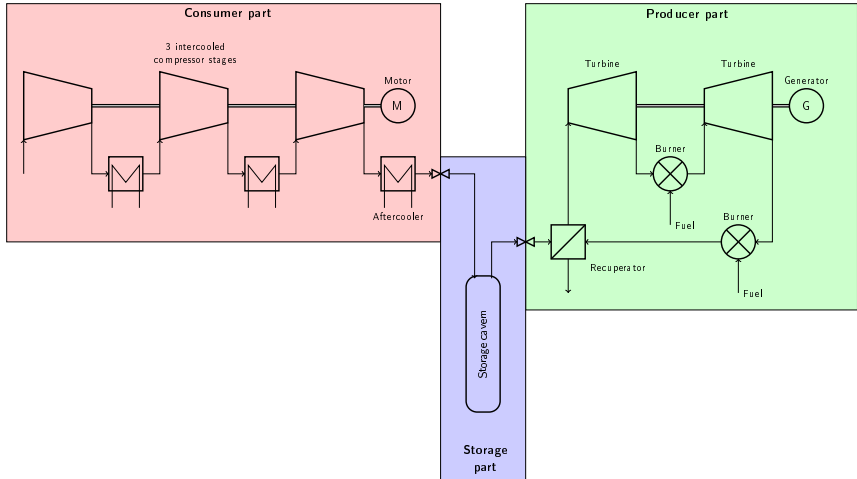 Consumer part
3 intercooled
compressor stages
Motor
M
Aftercooler
Producer part
Turbine
Turbine
Generator
G
Burner
Fuel
Burner
Recuperator
Fuel
Storage cavern
Storage
part